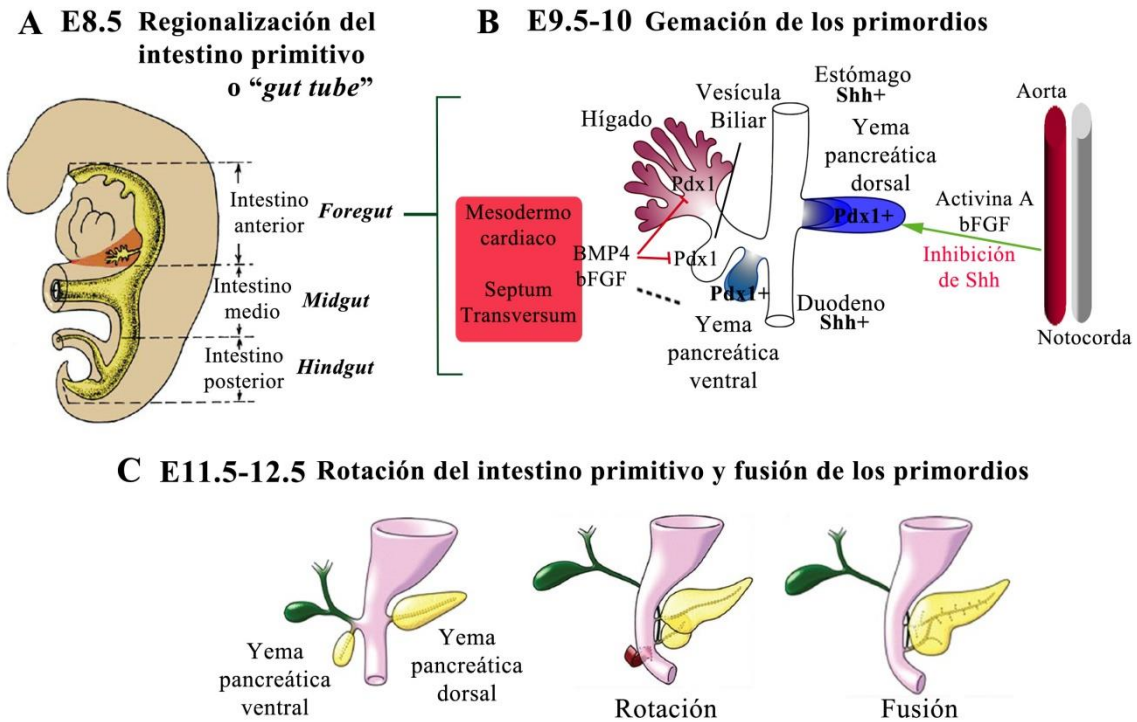 A E8.5 Regionalización del
intestino primitivo
o “gut tube”
Intestino
anterior
Foregut
Intestino
medio
Midgut
Intestino
posterior
Hindgut
B E9.5-10 Gemación de los primordios
Mesodermo
cardiaco
Septum
Transversum
BMP4
bFGF
Hígado
Vesícula
Biliar
Estómago
Shh+
Pdx1
Pdx1
Pdx1+
Yema
pancreática
ventral
Yema
pancreática
dorsal
Pdx1+
Duodeno
Shh+
Activina A
bFGF
Inhibición
de Shh
Aorta
Notocorda
C E11.5-12.5 Rotación del intestino primitivo y fusión de los primordios
Yema
pancreática
ventral
Yema
pancreática
dorsal
Rotación
Fusión